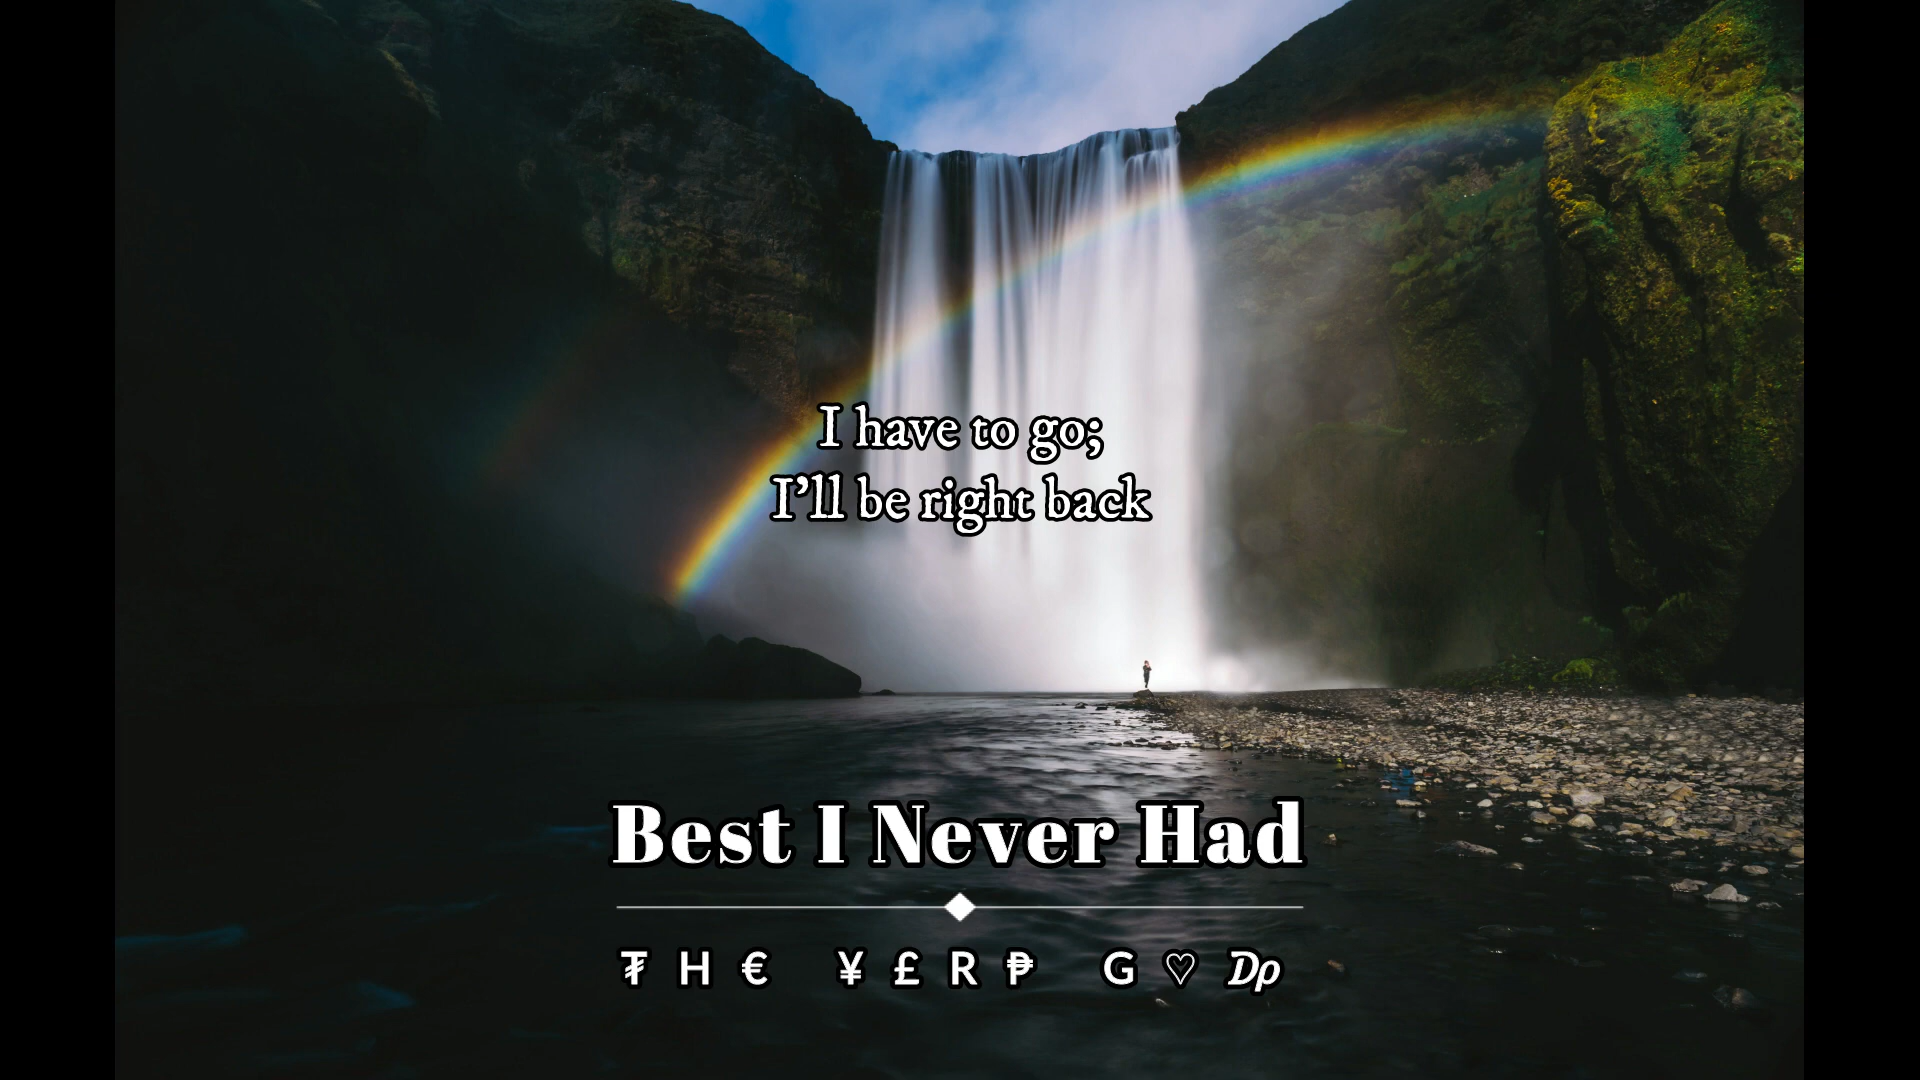 I have to go;
I'll be right back
Best I Never Had
₮ H € ¥ £ R ₱ G ♡ 𝐷ρ